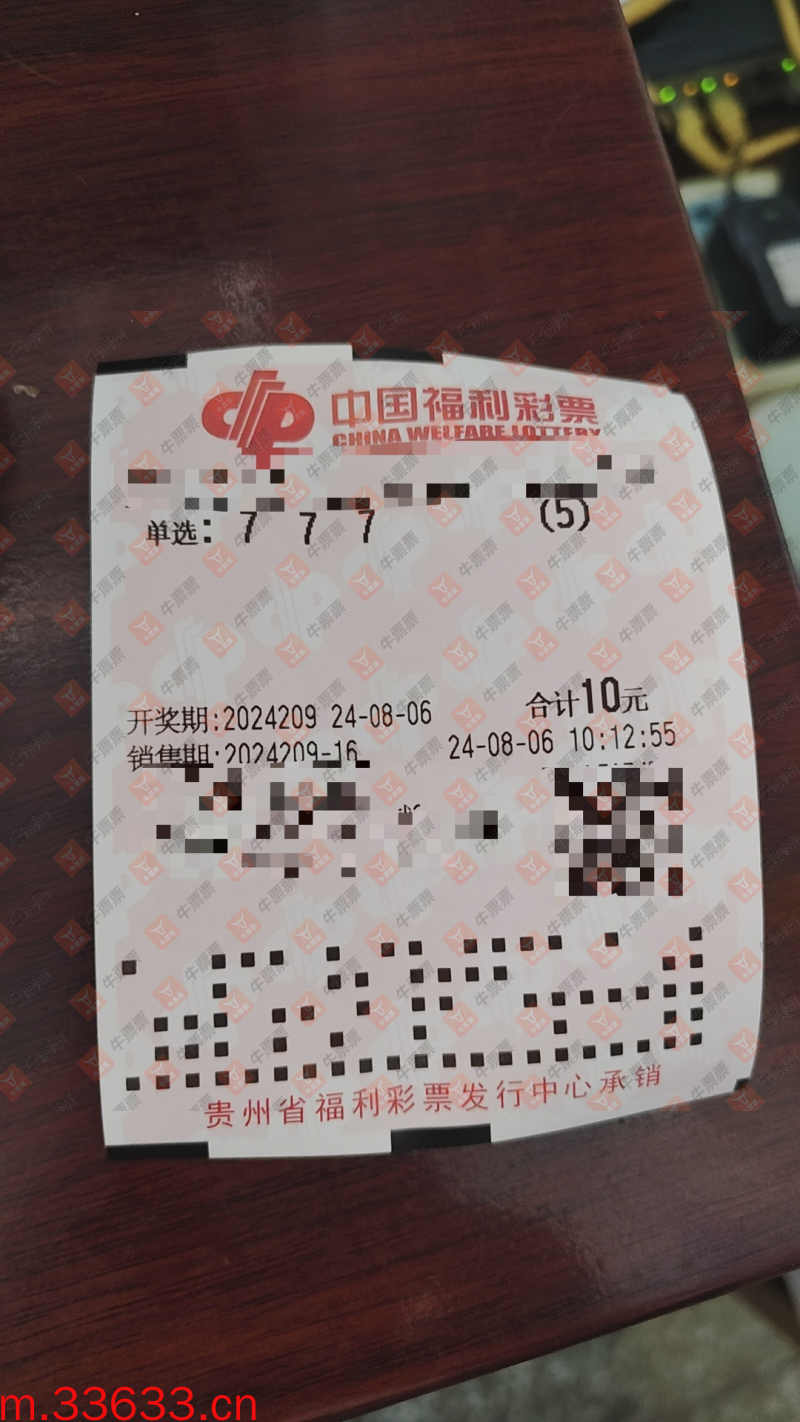 中国福利彩票
CHINA WELFARE LOTTERY
单选: 7 7 7 (5)
合计10元
开奖期:2024209 24-08-06
销售期:2024209-16 24-08-06 10:12:55
贵州省福利彩票发行中心承销
牛票票
m.33633.cn